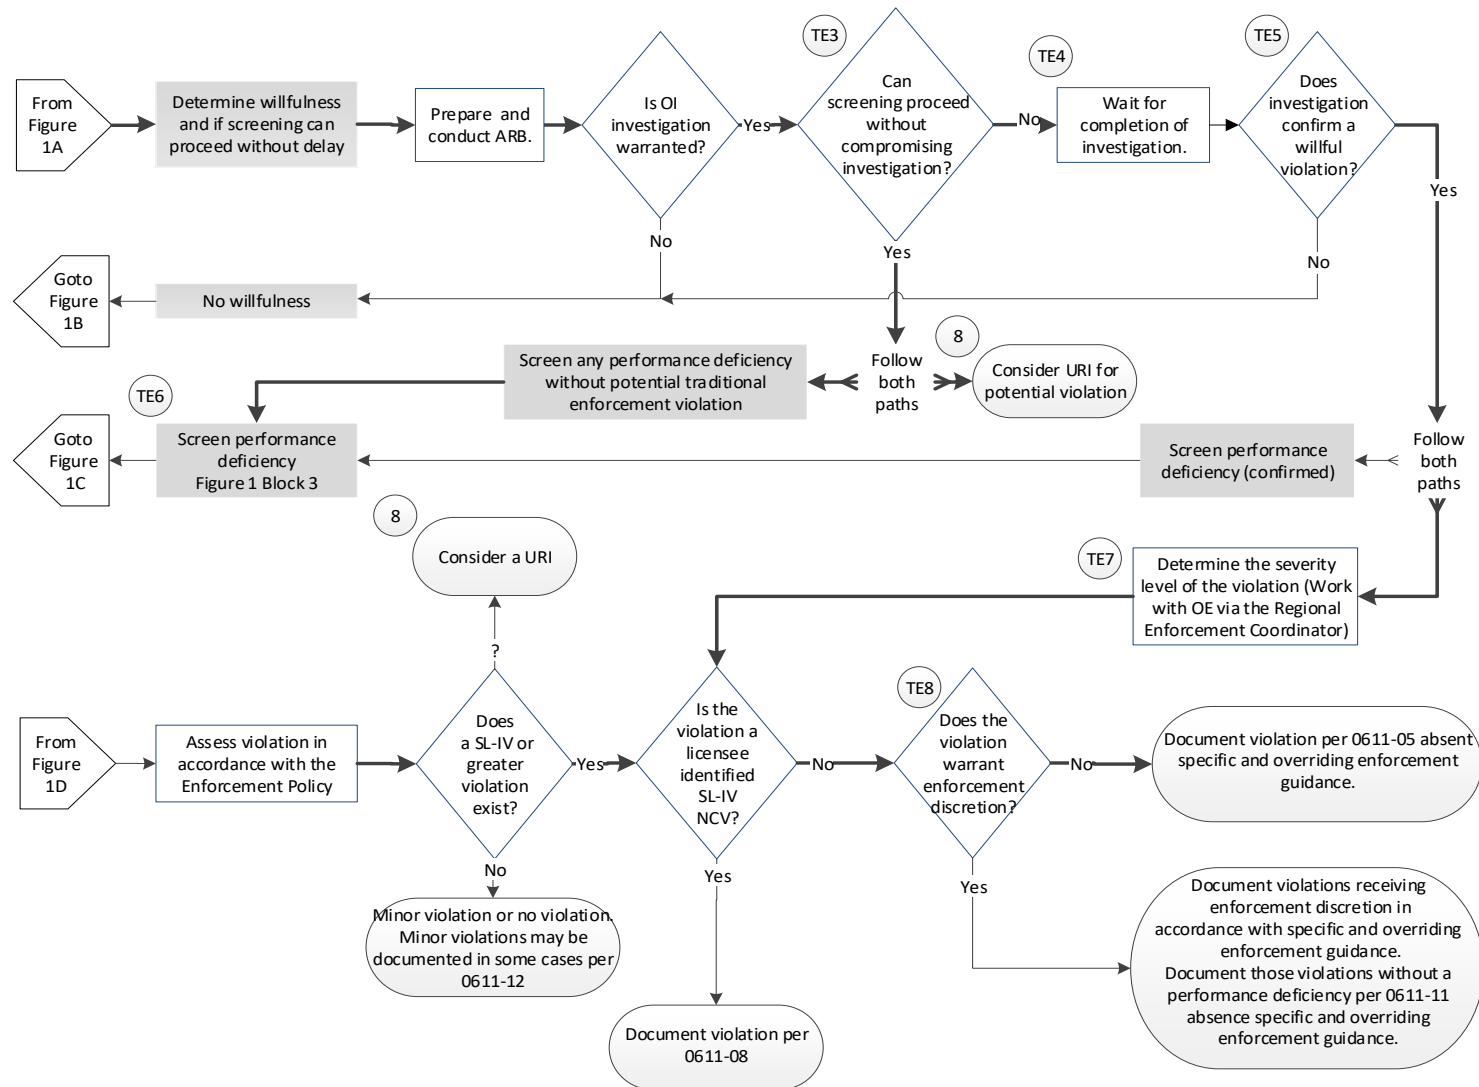 TE3
TE4
TE5
From
Figure
1A
Determine willfulness
and if screening can
proceed without delay
Prepare and
conduct ARB.
Is OI
investigation
warranted?
Yes
Can
screening proceed
without
compromising
investigation?
No
Wait for
completion of
investigation.
Does
investigation
confirm a
willful
violation?
Yes
No
Yes
No
Goto
Figure
1B
No willfulness
8
Screen any performance deficiency
without potential traditional
enforcement violation
Follow
both
paths
Consider URI for
potential violation
TE6
Goto
Figure
1C
Screen performance
deficiency
Figure 1 Block 3
Screen performance
deficiency (confirmed)
Follow
both
paths
8
Consider a URI
TE7
Determine the severity
level of the violation (Work
with OE via the Regional
Enforcement Coordinator)
?
TE8
From
Figure
1D
Assess violation in
accordance with the
Enforcement Policy
Does
a SL-IV or
greater
violation
exist?
Yes
Is the
violation a
licensee
identified
SL-IV
NCV?
No
Does the
violation
warrant
enforcement
discretion?
No
Document violation per 0611-05 absent
specific and overriding enforcement
guidance.
No
Yes
Yes
Minor violation or no violation.
Minor violations may be
documented in some cases per
0611-12
Document violation per
0611-08
Document violations receiving
enforcement discretion in
accordance with specific and overriding
enforcement guidance.
Document those violations without a
performance deficiency per 0611-11
absence specific and overriding
enforcement guidance.